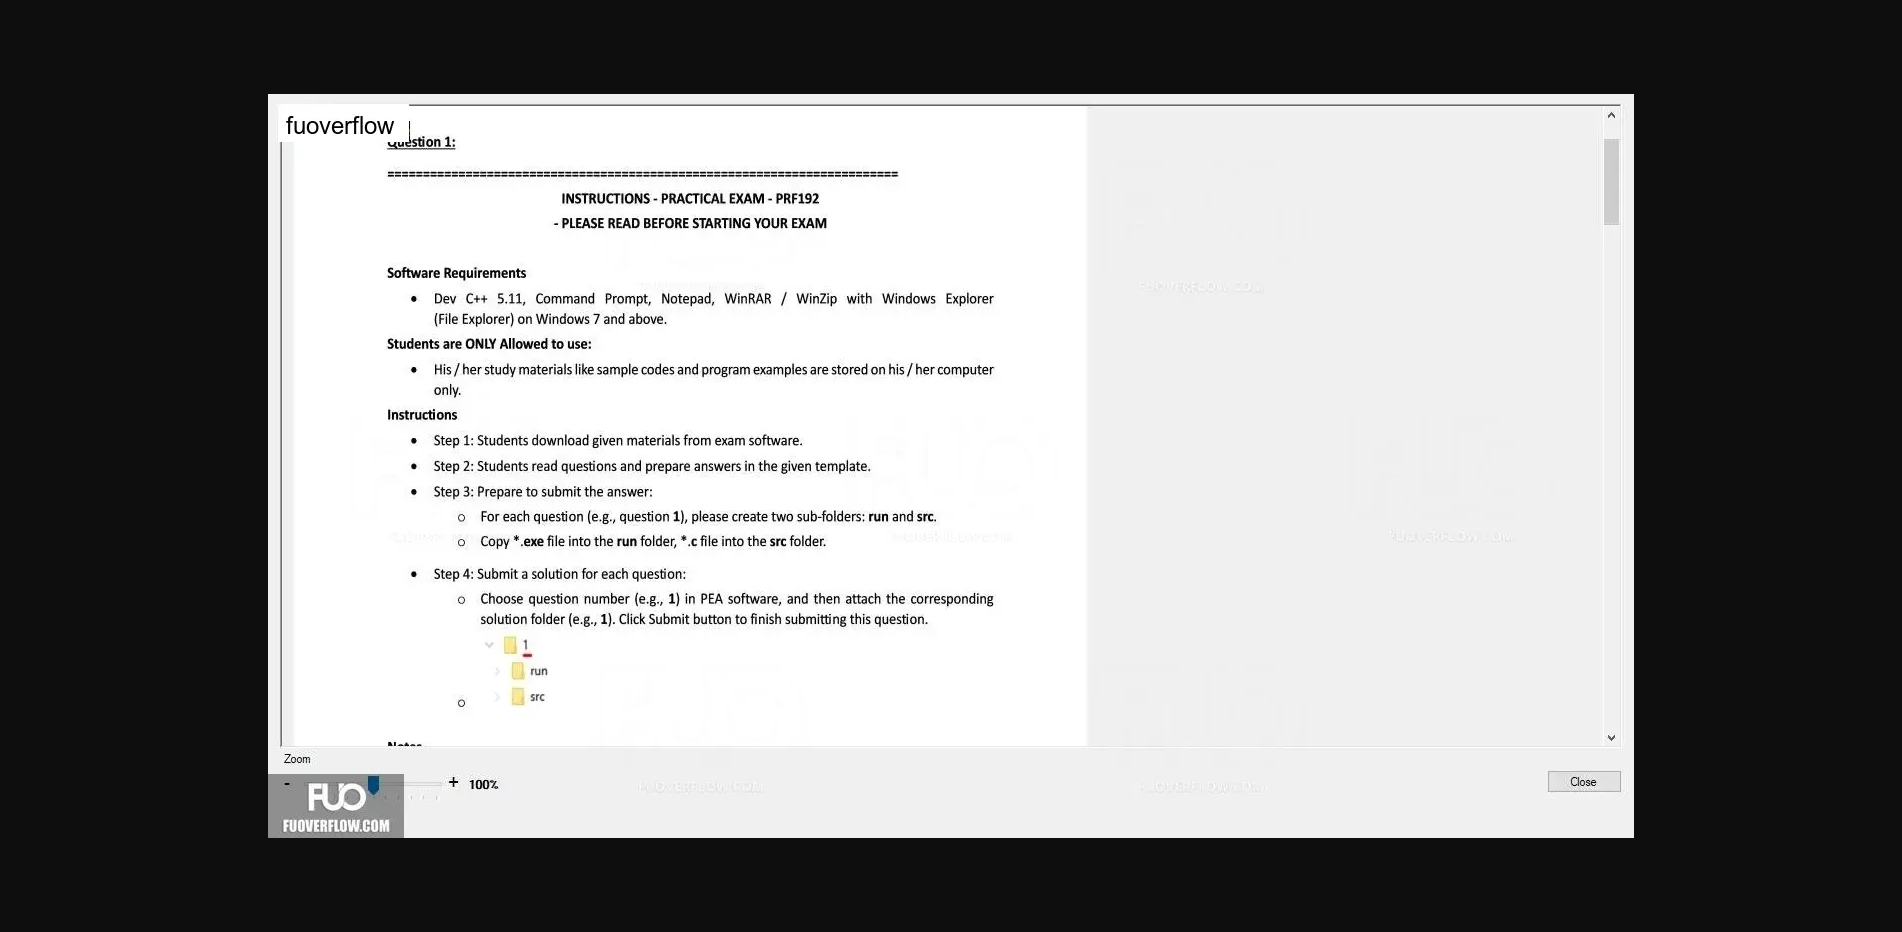 fuoverflow
Question 1:
=========================================================================
INSTRUCTIONS - PRACTICAL EXAM - PRF192
- PLEASE READ BEFORE STARTING YOUR EXAM
Software Requirements
• Dev C++ 5.11, Command Prompt, Notepad, WinRAR / WinZip with Windows Explorer
(File Explorer) on Windows 7 and above.
Students are ONLY Allowed to use:
• His / her study materials like sample codes and program examples are stored on his / her computer
only.
Instructions
• Step 1: Students download given materials from exam software.
• Step 2: Students read questions and prepare answers in the given template.
• Step 3: Prepare to submit the answer:
o For each question (e.g., question 1), please create two sub-folders: run and src.
o Copy *.exe file into the run folder, *.c file into the src folder.
• Step 4: Submit a solution for each question:
o Choose question number (e.g., 1) in PEA software, and then attach the corresponding
solution folder (e.g., 1). Click Submit button to finish submitting this question.
1
run
o src
Notes
Zoom
- + 100%
Close
FUO
FUOVERFLOW.COM
FUOVERFLOW.COM
FUOVERFLOW.COM
FUOVERFLOW.COM
FUOVERFLOW.COM